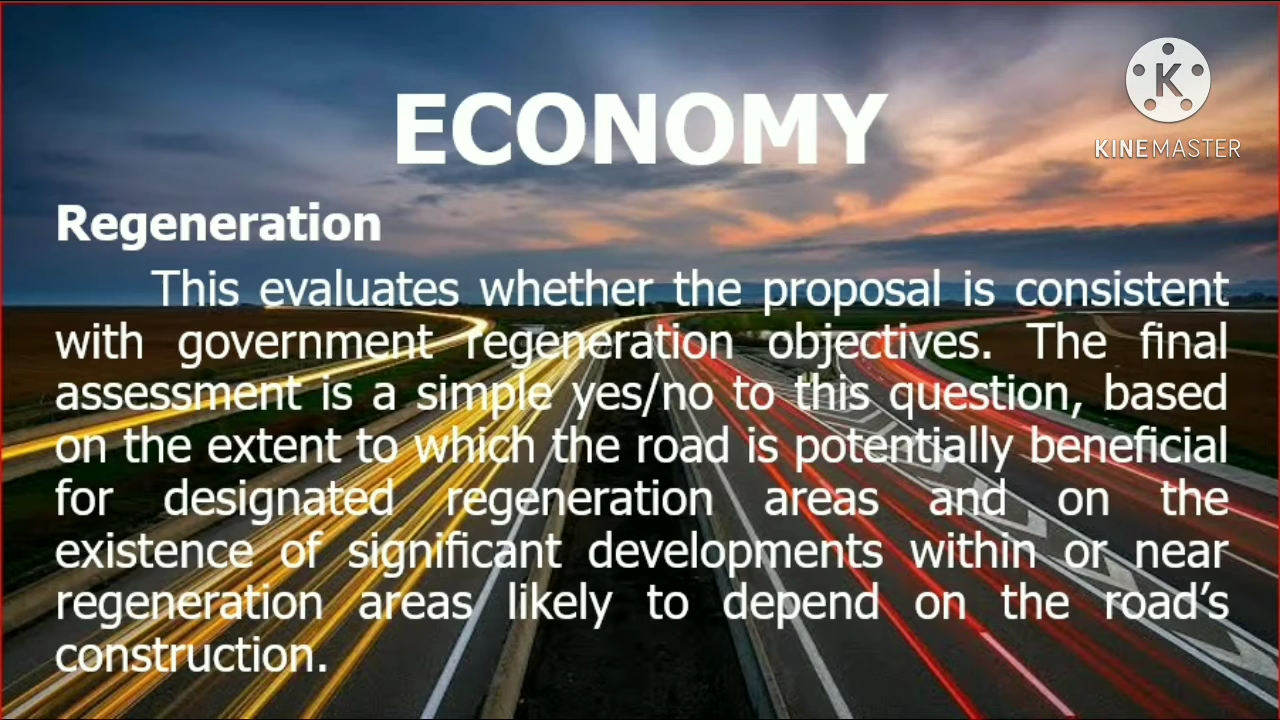 K
KINEMASTER
ECONOMY
Regeneration
This evaluates whether the proposal is consistent
with government regeneration objectives. The final
assessment is a simple yes/no to this question, based
on the extent to which the road is potentially beneficial
for designated regeneration areas and on the
existence of significant developments within or near
regeneration areas likely to depend on the road’s
construction.